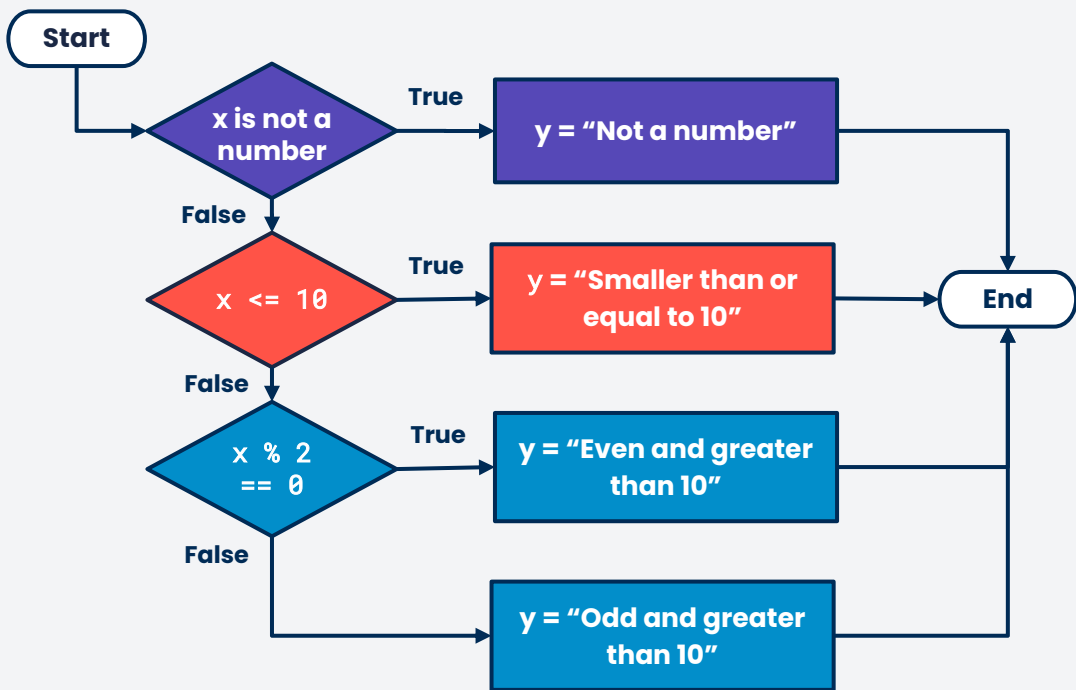 Start
x is not a
number
True
y = “Not a number”
False
x <= 10
True
y = “Smaller than or
equal to 10”
End
False
x % 2
== 0
True
y = “Even and greater
than 10”
False
y = “Odd and greater
than 10”